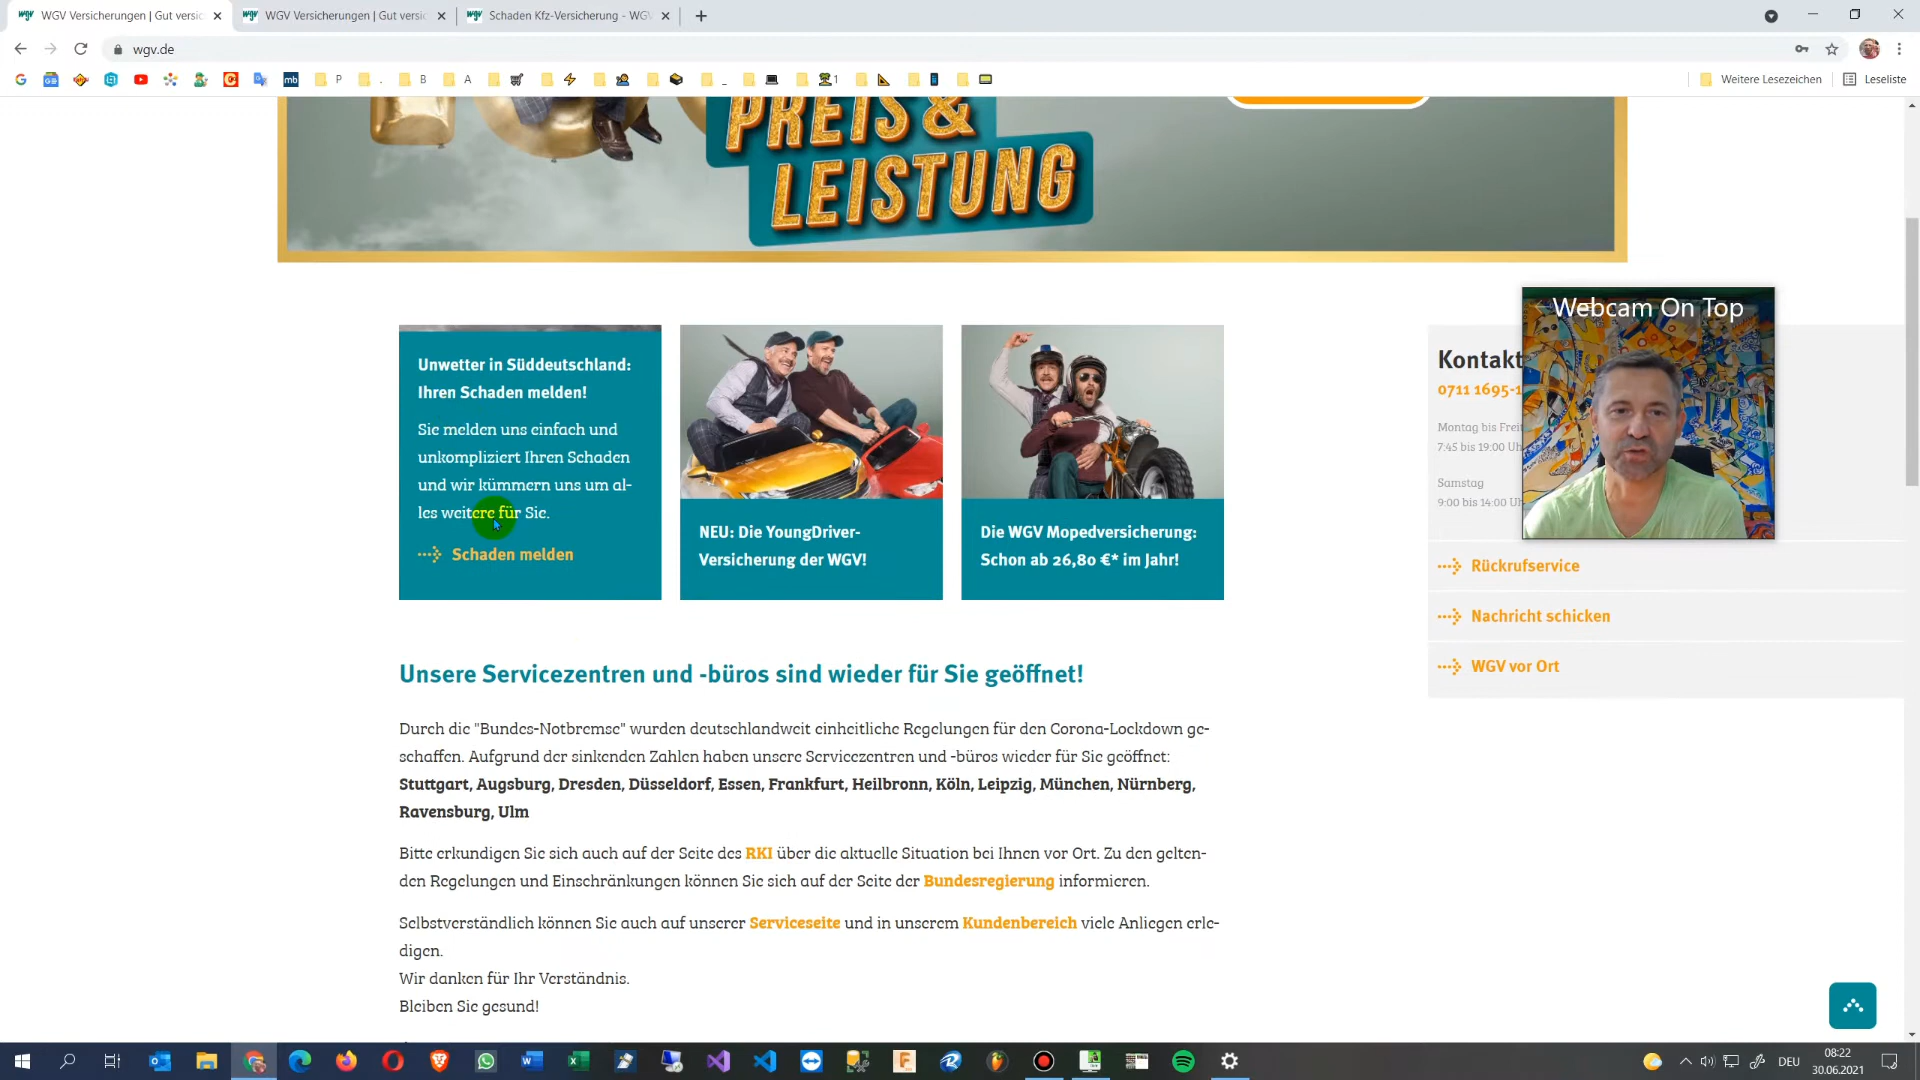 WGV Versicherungen | Gut versic
WGV Versicherungen | Gut versic
Schaden Kfz-Versicherung - WG
wgv.de
mb
P
.
B
A
_
1
Weitere Lesezeichen
Leseliste
PREIS &
LEISTUNG
Webcam On Top
Unwetter in Süddeutschland:
Ihren Schaden melden!
Sie melden uns einfach und
unkompliziert Ihren Schaden
und wir kümmern uns um al-
les weitere für Sie.
Schaden melden
NEU: Die YoungDriver-
Versicherung der WGV!
Die WGV Mopedversicherung:
Schon ab 26,80 €* im Jahr!
Kontakt
0711 1695-1
Montag bis Freit
7:45 bis 19:00 Uh
Samstag
9:00 bis 14:00 Uh
Rückrufservice
Nachricht schicken
WGV vor Ort
Unsere Servicezentren und -büros sind wieder für Sie geöffnet!
Durch die "Bundes-Notbremse" wurden deutschlandweit einheitliche Regelungen für den Corona-Lockdown ge-
schaffen. Aufgrund der sinkenden Zahlen haben unsere Servicezentren und -büros wieder für Sie geöffnet:
Stuttgart, Augsburg, Dresden, Düsseldorf, Essen, Frankfurt, Heilbronn, Köln, Leipzig, München, Nürnberg,
Ravensburg, Ulm
Bitte erkundigen Sie sich auch auf der Seite des RKI über die aktuelle Situation bei Ihnen vor Ort. Zu den gelten-
den Regelungen und Einschränkungen können Sie sich auf der Seite der Bundesregierung informieren.
Selbstverständlich können Sie auch auf unserer Serviceseite und in unserem Kundenbereich viele Anliegen erle-
digen.
Wir danken für Ihr Verständnis.
Bleiben Sie gesund!
DEU
08:22
30.06.2021